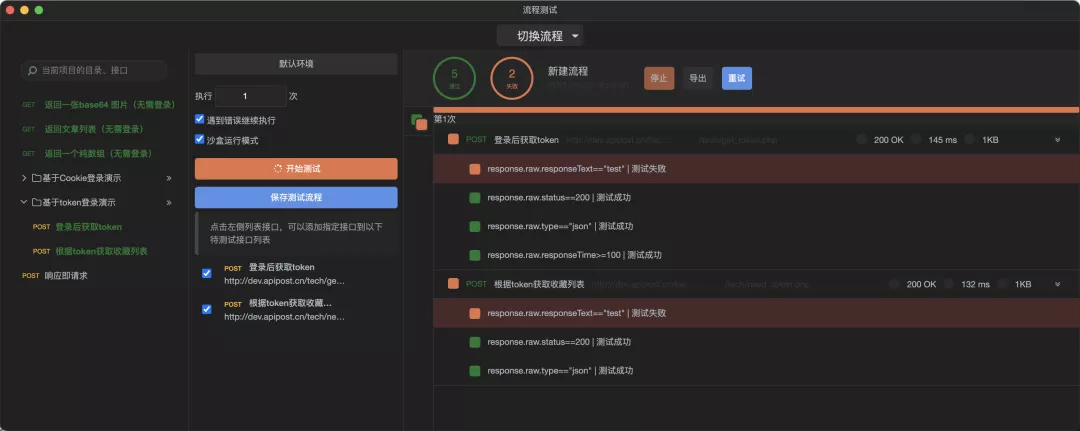 流程测试
切换流程
当前项目的目录、接口
GET 返回一张base64 图片（无需登录）
GET 返回文章列表（无需登录）
GET 返回一个纯数组（无需登录）
基于Cookie登录演示 »
基于token登录演示 »
POST 登录后获取token
POST 根据token获取收藏列表
POST 响应即请求
默认环境
执行 1 次
遇到错误继续执行
沙盒运行模式
开始测试
保存测试流程
点击左侧列表接口，可以添加指定接口到以下
待测试接口列表
POST 登录后获取token
http://dev.apipost.cn/tech/ge...
POST 根据token获取收藏...
http://dev.apipost.cn/tech/ne...
5
通过
2
失败
新建流程
停止
导出
重试
第1次
POST 登录后获取token 200 OK 145 ms 1KB
response.raw.responseText=="test" | 测试失败
response.raw.status==200 | 测试成功
response.raw.type=="json" | 测试成功
response.raw.responseTime>=100 | 测试成功
POST 根据token获取收藏列表 200 OK 132 ms 1KB
response.raw.responseText=="test" | 测试失败
response.raw.status==200 | 测试成功
response.raw.type=="json" | 测试成功